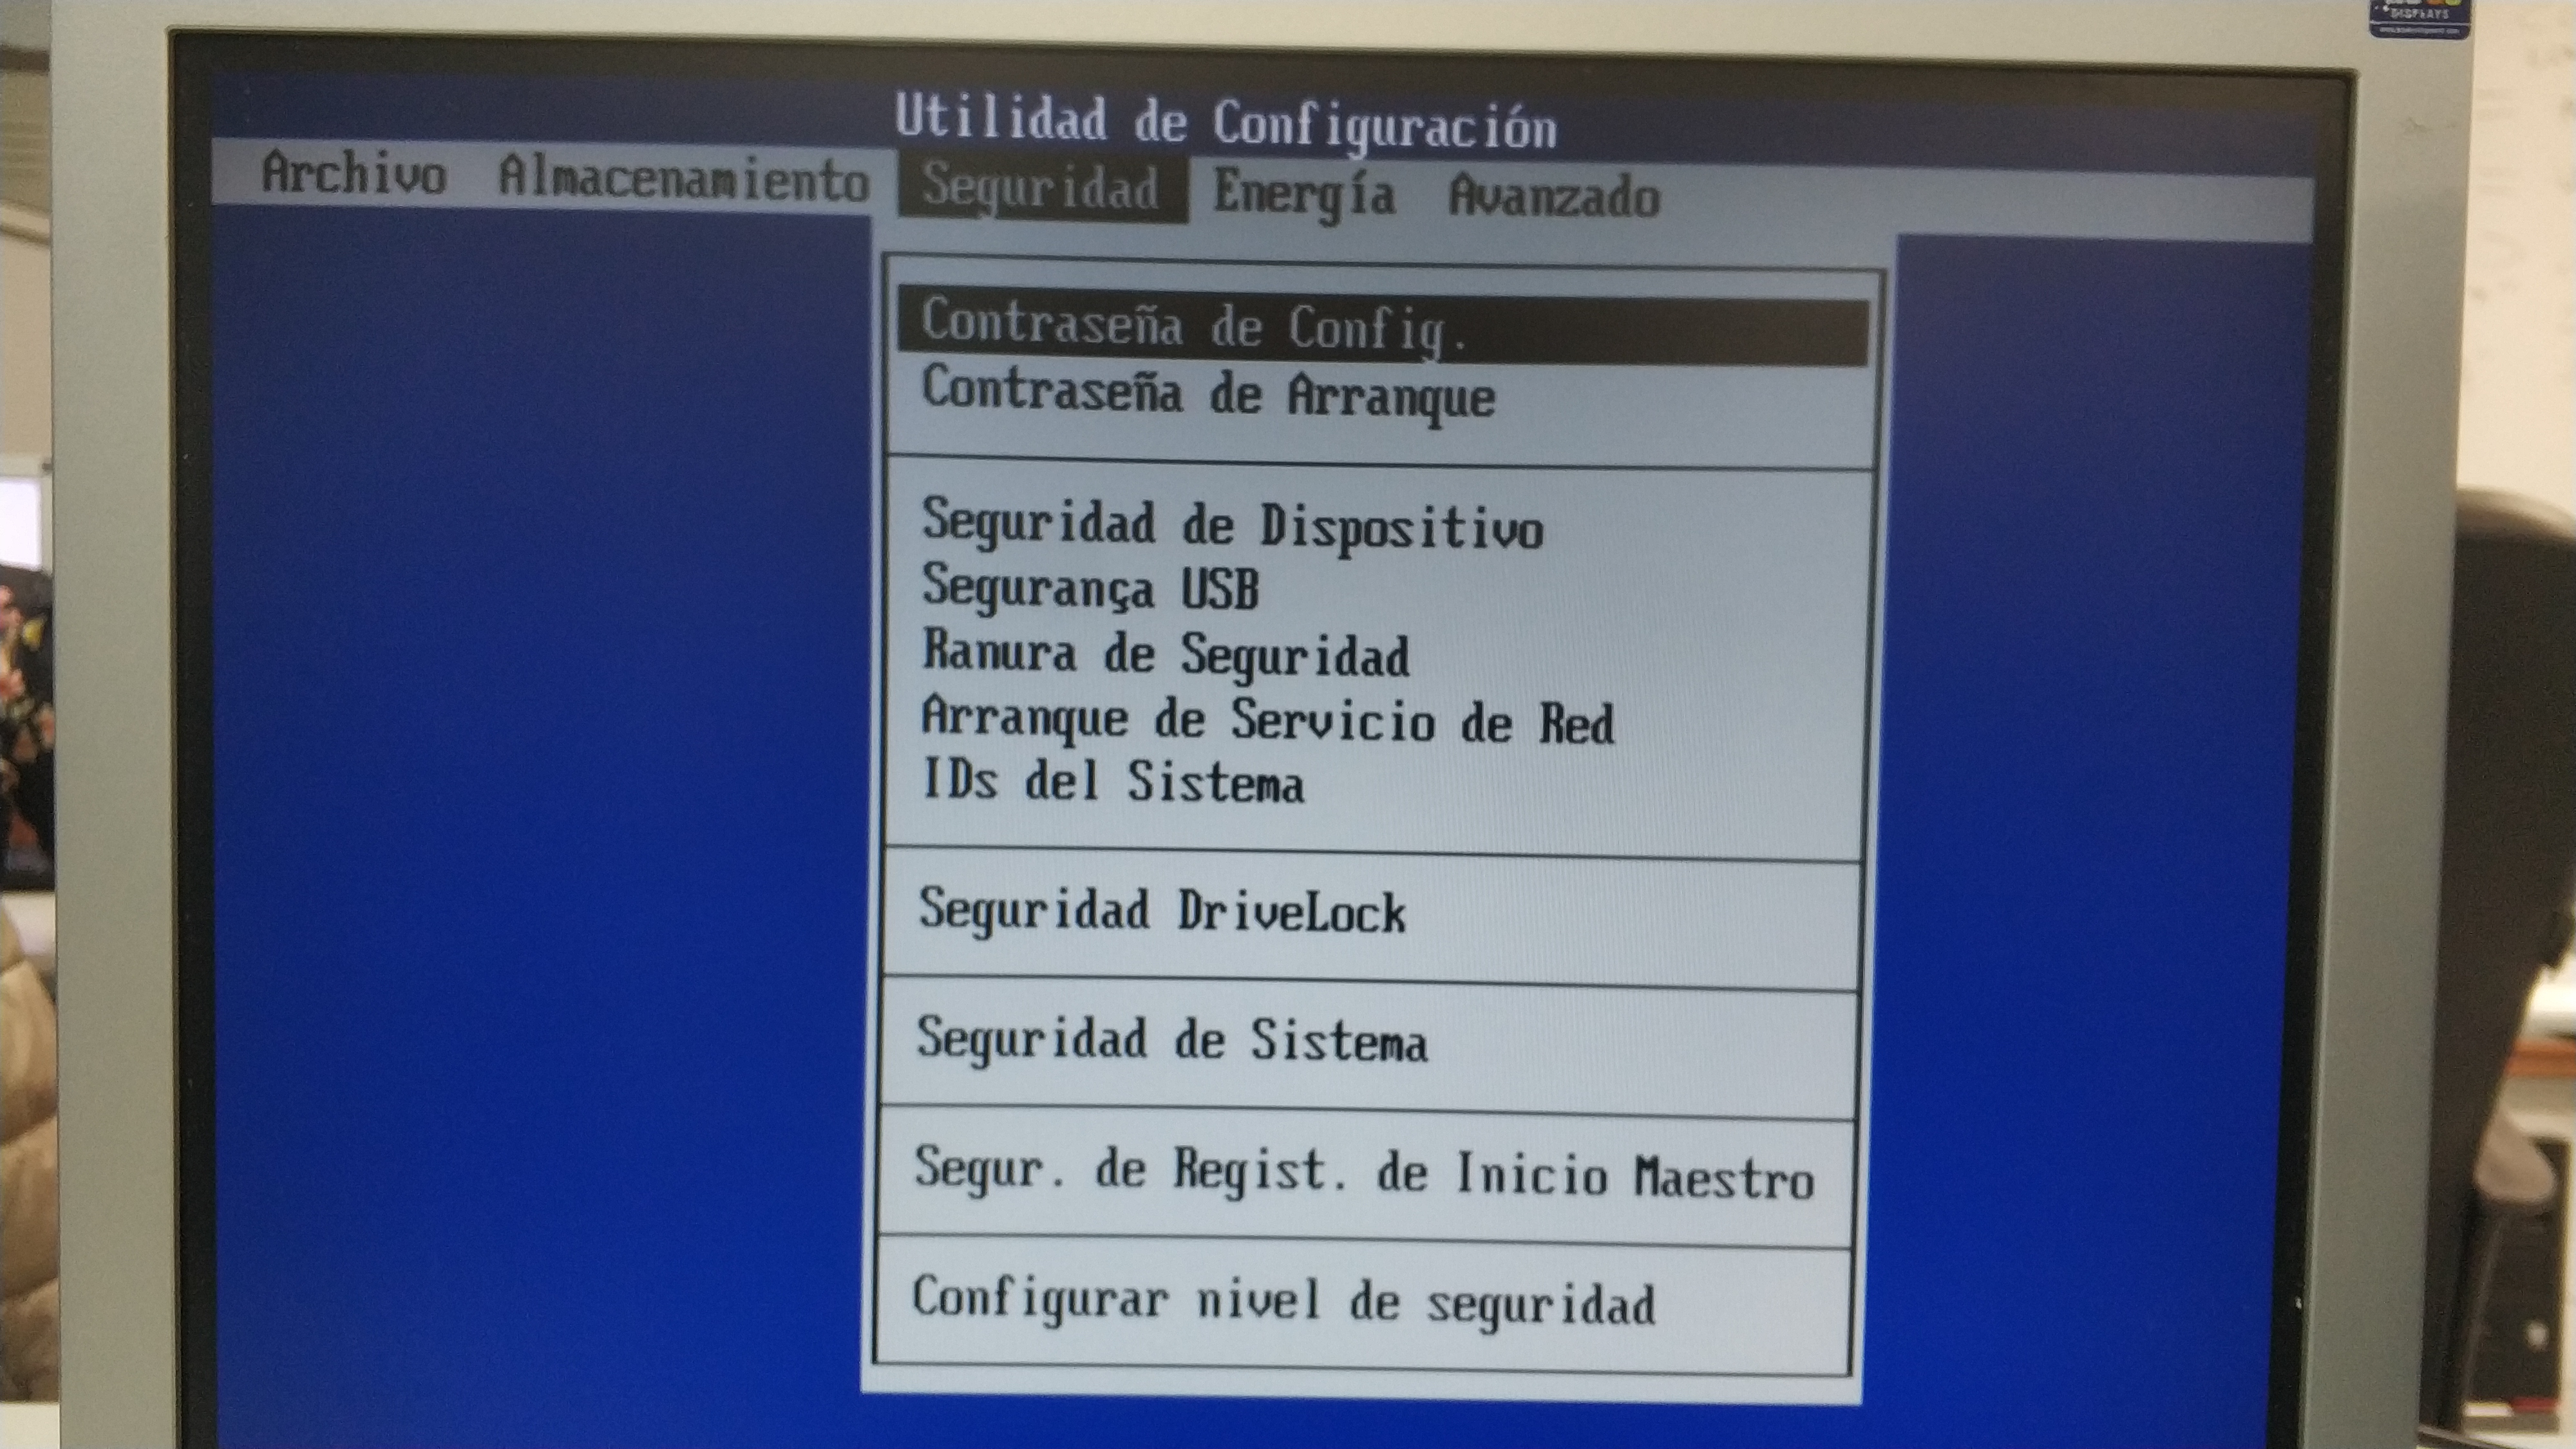 DISPLAYS
Utilidad de Configuración
Archivo Almacenamiento Seguridad Energía Avanzado
Contraseña de Config.
Contraseña de Arranque
Seguridad de Dispositivo
Segurança USB
Ranura de Seguridad
Arranque de Servicio de Red
IDs del Sistema
Seguridad DriveLock
Seguridad de Sistema
Segur. de Regist. de Inicio Maestro
Configurar nivel de seguridad